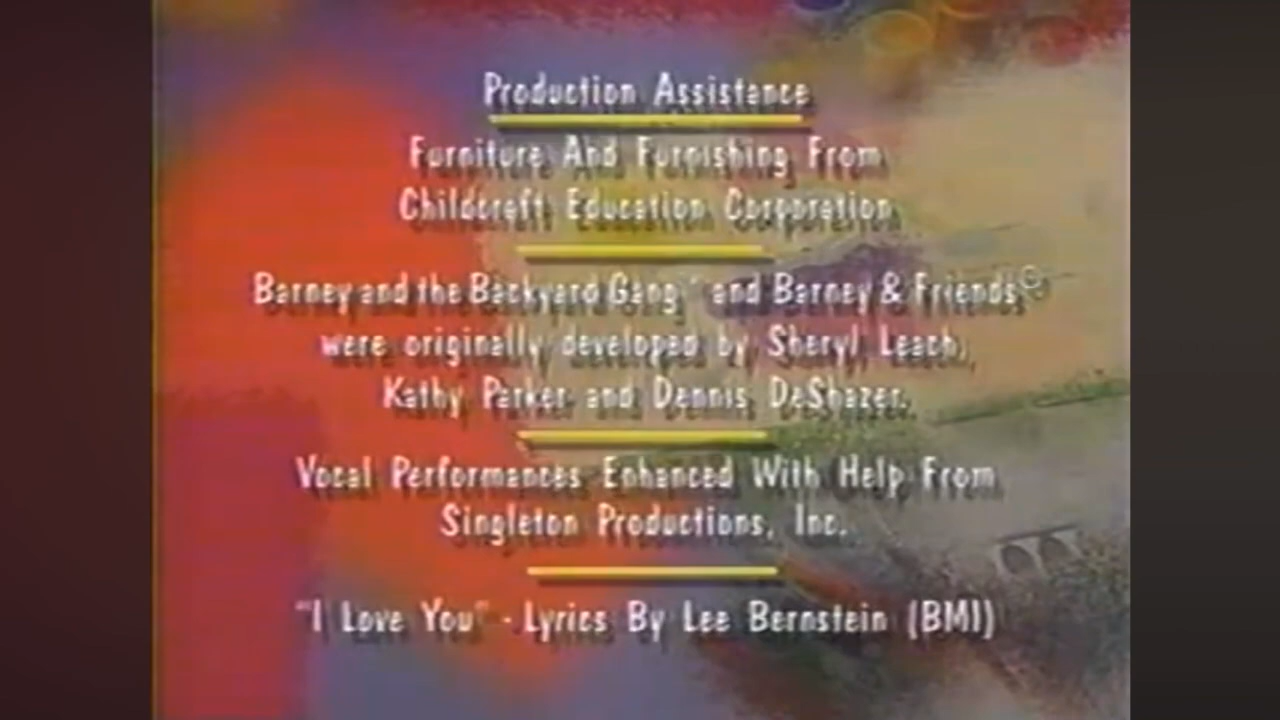 Production Assistance
Furniture And Furnishing From
Childcraft Education Corporation
Barney and the Backyard Gang™ and Barney & Friends©
were originally developed by Sheryl Leach,
Kathy Parker and Dennis DeShazer.
Vocal Performances Enhanced With Help From
Singleton Productions, Inc.
"I Love You" - Lyrics By Lee Bernstein (BMI)